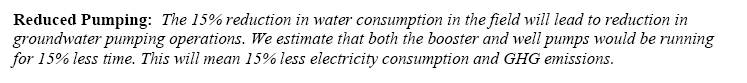 Reduced Pumping: The 15% reduction in water consumption in the field will lead to reduction in
groundwater pumping operations. We estimate that both the booster and well pumps would be running
for 15% less time. This will mean 15% less electricity consumption and GHG emissions.